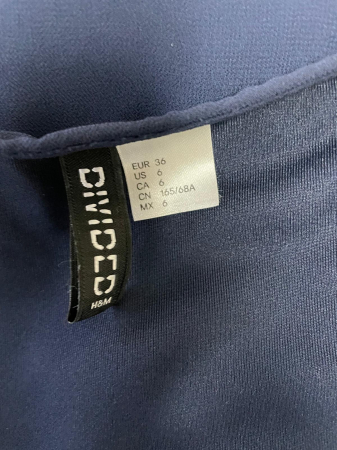 DIVIDED
H&M
EUR 36
US 6
CA 6
CN 165/68A
MX 6